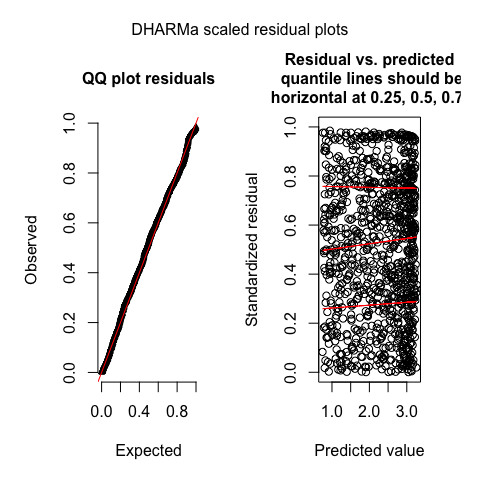 DHARMa scaled residual plots
QQ plot residuals
Residual vs. predicted
quantile lines should be
horizontal at 0.25, 0.5, 0.7
Observed
0.0 0.2 0.4 0.6 0.8 1.0
0.0 0.4 0.8
Expected
Standardized residual
0.0 0.2 0.4 0.6 0.8 1.0
1.0 2.0 3.0
Predicted value